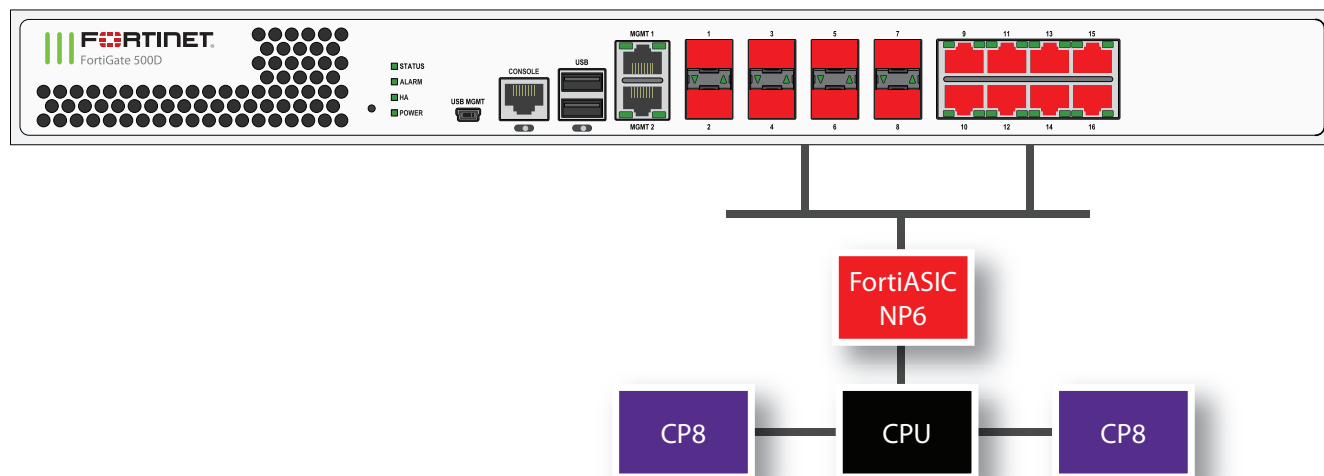 FORTINET
FortiGate 500D
STATUS
ALARM
HA
POWER
USB MGMT
CONSOLE
USB
MGMT 1
MGMT 2
1 3 5 7
2 4 6 8
9 11 13 15
10 12 14 16
FortiASIC
NP6
CP8
CPU
CP8